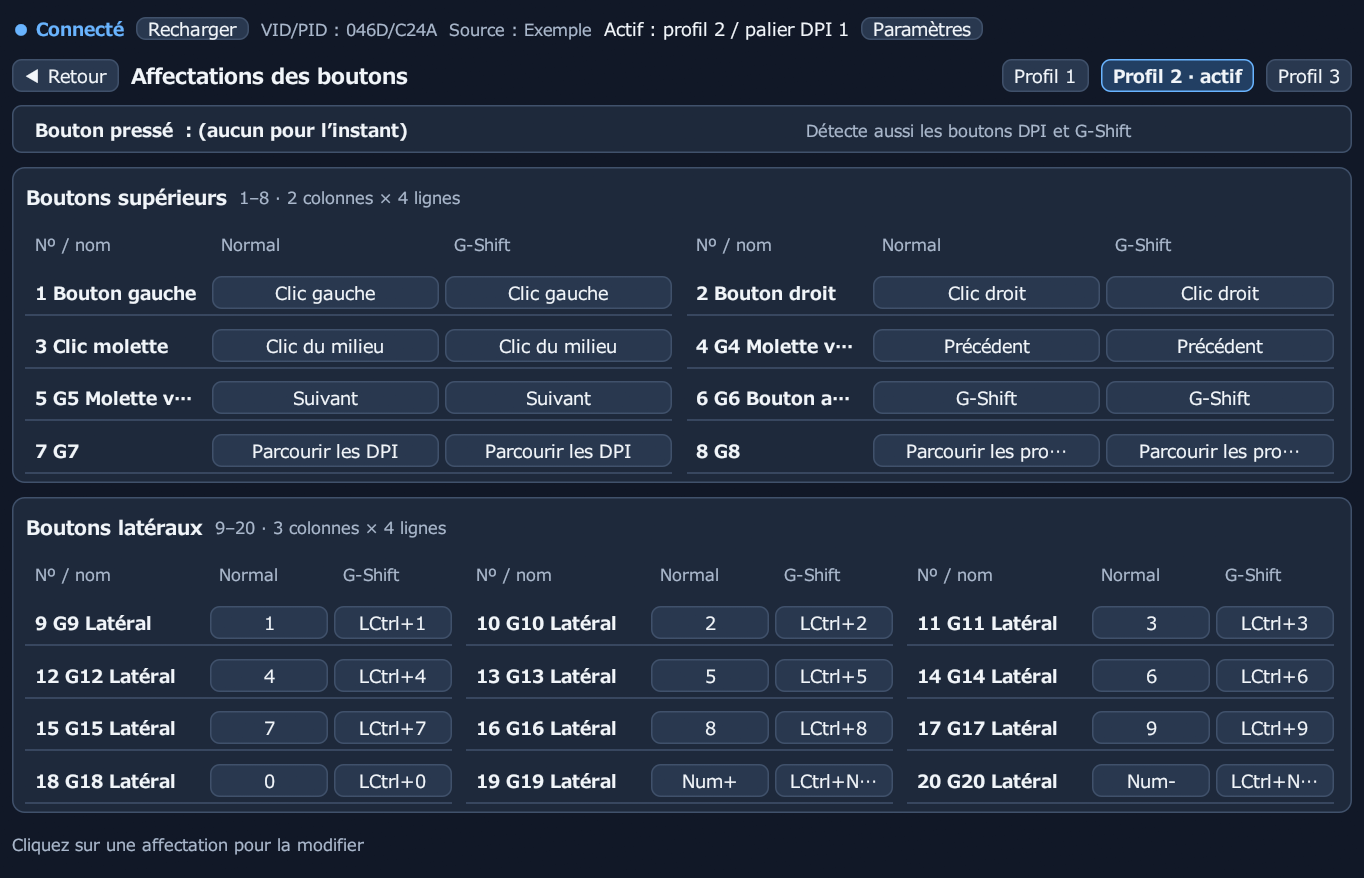 Connecté Recharger VID/PID : 046D/C24A Source : Exemple Actif : profil 2 / palier DPI 1 Paramètres
◀ Retour Affectations des boutons Profil 1 Profil 2 · actif Profil 3
Bouton pressé : (aucun pour l’instant) Détecte aussi les boutons DPI et G-Shift
Boutons supérieurs 1–8 · 2 colonnes × 4 lignes
Nº / nom Normal G-Shift Nº / nom Normal G-Shift
1 Bouton gauche Clic gauche Clic gauche 2 Bouton droit Clic droit Clic droit
3 Clic molette Clic du milieu Clic du milieu 4 G4 Molette v··· Précédent Précédent
5 G5 Molette v··· Suivant Suivant 6 G6 Bouton a··· G-Shift G-Shift
7 G7 Parcourir les DPI Parcourir les DPI 8 G8 Parcourir les pro··· Parcourir les pro···
Boutons latéraux 9–20 · 3 colonnes × 4 lignes
Nº / nom Normal G-Shift Nº / nom Normal G-Shift Nº / nom Normal G-Shift
9 G9 Latéral 1 LCtrl+1 10 G10 Latéral 2 LCtrl+2 11 G11 Latéral 3 LCtrl+3
12 G12 Latéral 4 LCtrl+4 13 G13 Latéral 5 LCtrl+5 14 G14 Latéral 6 LCtrl+6
15 G15 Latéral 7 LCtrl+7 16 G16 Latéral 8 LCtrl+8 17 G17 Latéral 9 LCtrl+9
18 G18 Latéral 0 LCtrl+0 19 G19 Latéral Num+ LCtrl+N··· 20 G20 Latéral Num- LCtrl+N···
Cliquez sur une affectation pour la modifier